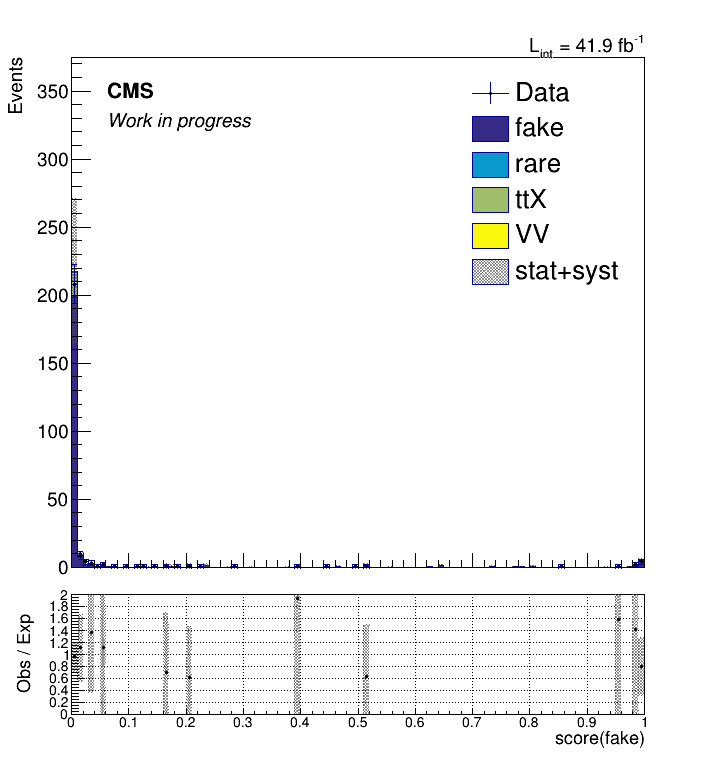 L_int = 41.9 fb^-1
Events
CMS
Work in progress
Data
fake
rare
ttX
VV
stat+syst
350
300
250
200
150
100
50
0
Obs / Exp
2
1.8
1.6
1.4
1.2
1
0.8
0.6
0.4
0.2
0
0 0.1 0.2 0.3 0.4 0.5 0.6 0.7 0.8 0.9 1
score(fake)